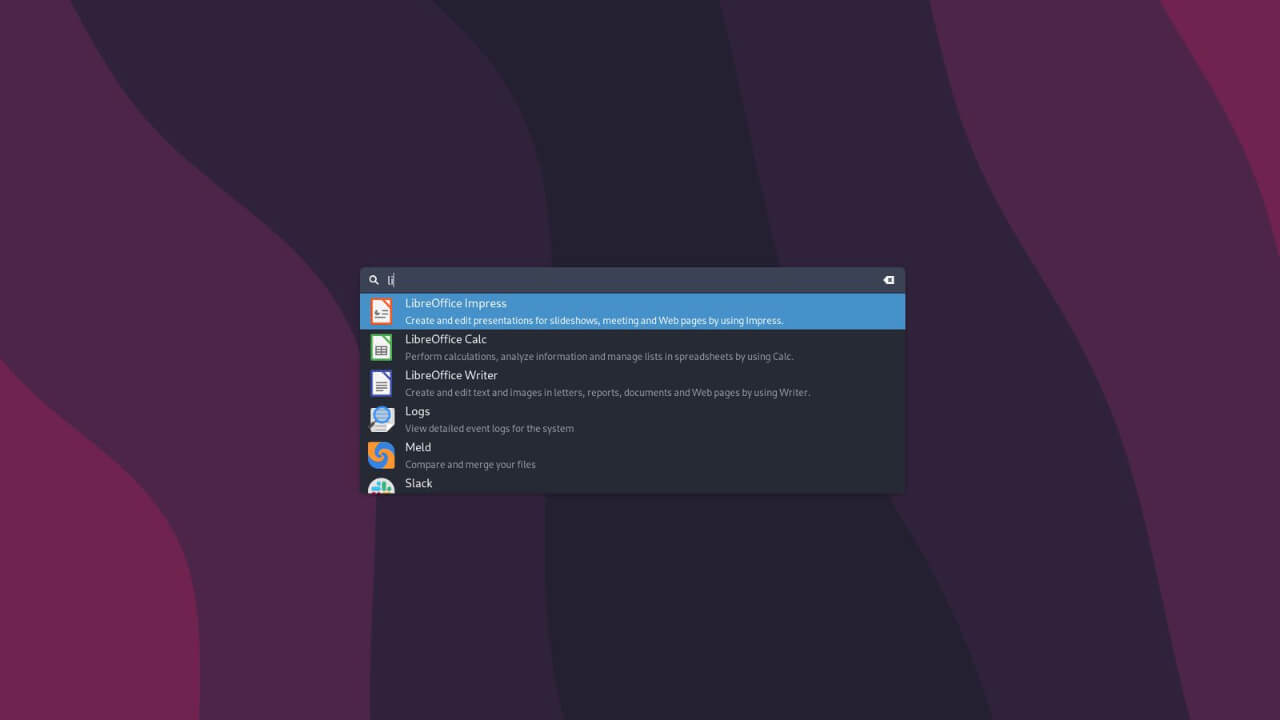 li
LibreOffice Impress
Create and edit presentations for slideshows, meeting and Web pages by using Impress.
LibreOffice Calc
Perform calculations, analyze information and manage lists in spreadsheets by using Calc.
LibreOffice Writer
Create and edit text and images in letters, reports, documents and Web pages by using Writer.
Logs
View detailed event logs for the system
Meld
Compare and merge your files
Slack